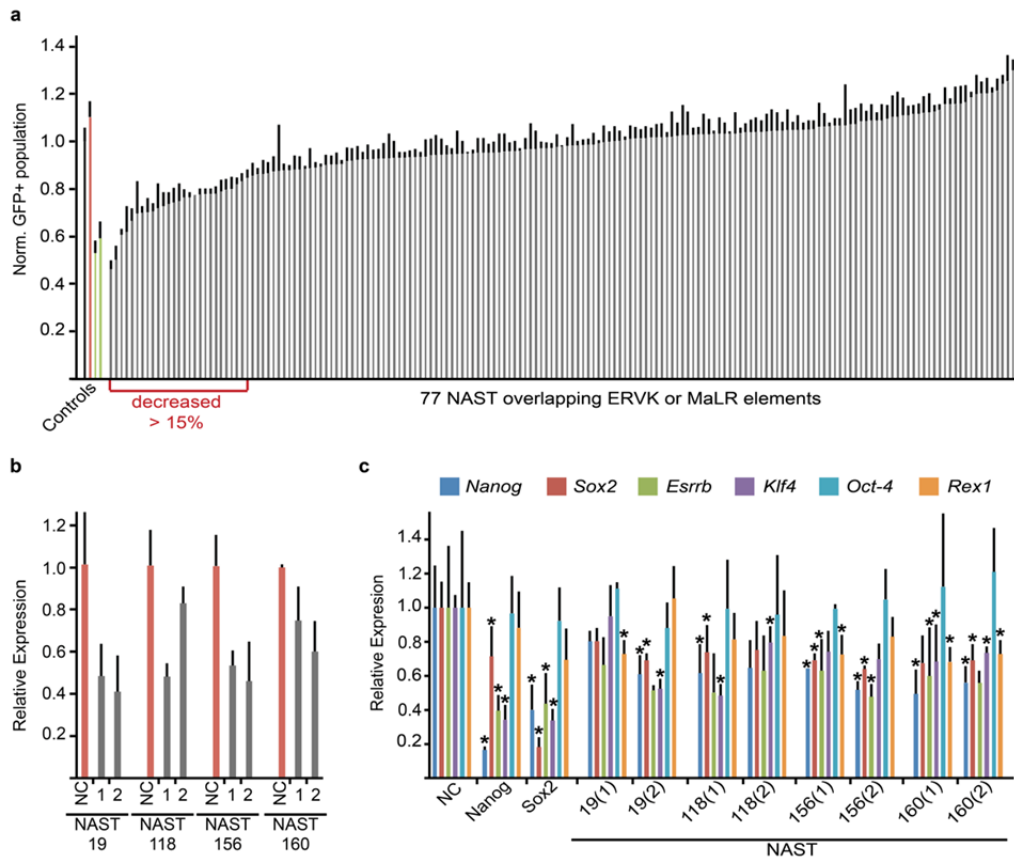 a
Norm. GFP+ population
1.4
1.2
1.0
0.8
0.6
0.4
0.2
Controls
decreased
> 15%
77 NAST overlapping ERVK or MaLR elements
b
Relative Expression
1.2
1.0
0.8
0.6
0.4
0.2
NC 1 2 NC 1 2 NC 1 2 NC 1 2
NAST NAST NAST NAST
19 118 156 160
c
Nanog Sox2 Esrrb Klf4 Oct-4 Rex1
Relative Expression
1.4
1.2
1.0
0.8
0.6
0.4
0.2
* * * * * * * * * * * * * * * * * * * * * * * * * * * * * * * *
NC Nanog Sox2 19(1) 19(2) 118(1) 118(2) 156(1) 156(2) 160(1) 160(2)
NAST